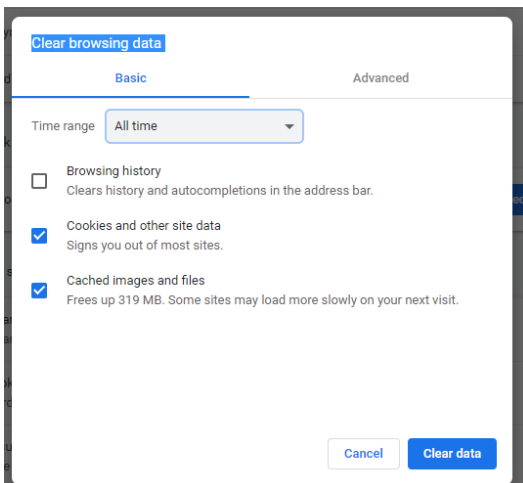 Clear browsing data
Basic
Advanced
Time range
All time
Browsing history
Clears history and autocompletions in the address bar.
Cookies and other site data
Signs you out of most sites.
Cached images and files
Frees up 319 MB. Some sites may load more slowly on your next visit.
Cancel
Clear data